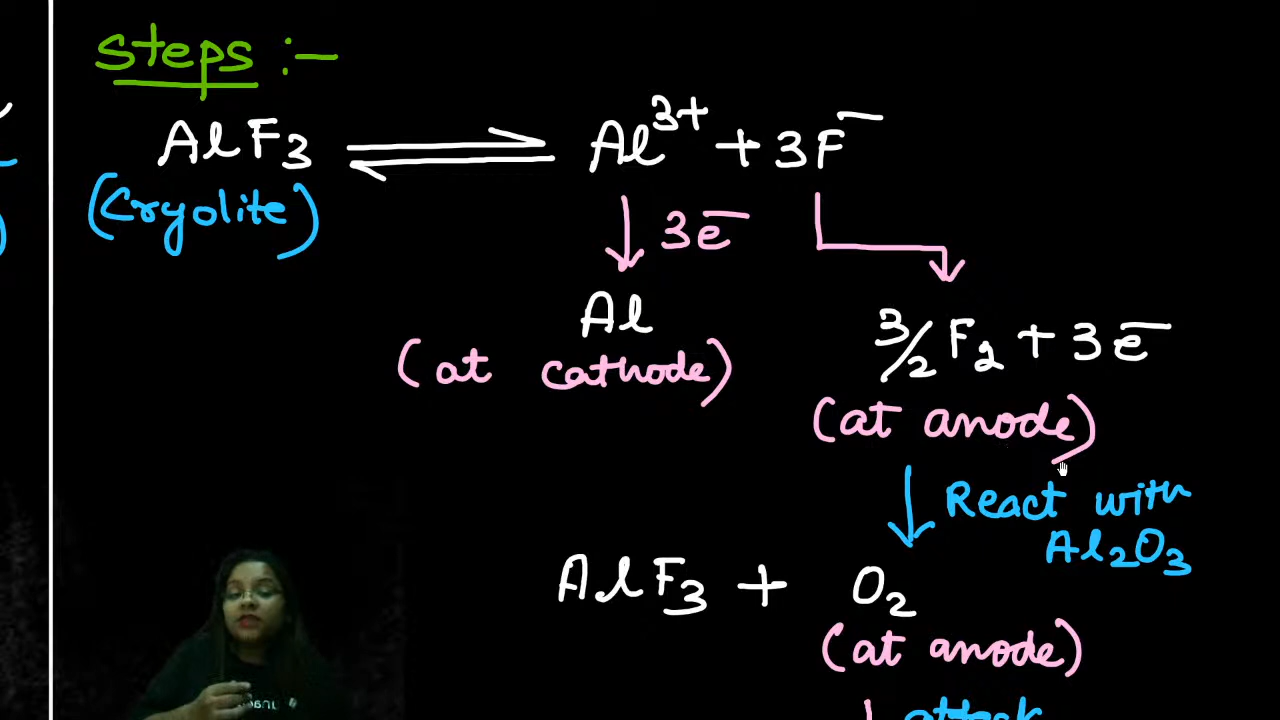 Steps :-
AlF3 ⇌ Al³⁺ + 3F⁻
(Cryolite)
3e⁻
Al
(at cathode)
3/2 F2 + 3e⁻
(at anode)
React with
Al2O3
AlF3 + O2
(at anode)
attack